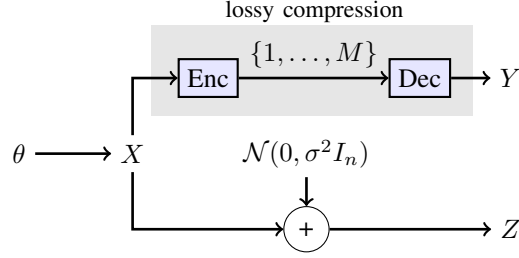 lossy compression
Enc
{1, . . . , M}
Dec
Y
θ
X
𝒩(0, σ²Iₙ)
+
Z